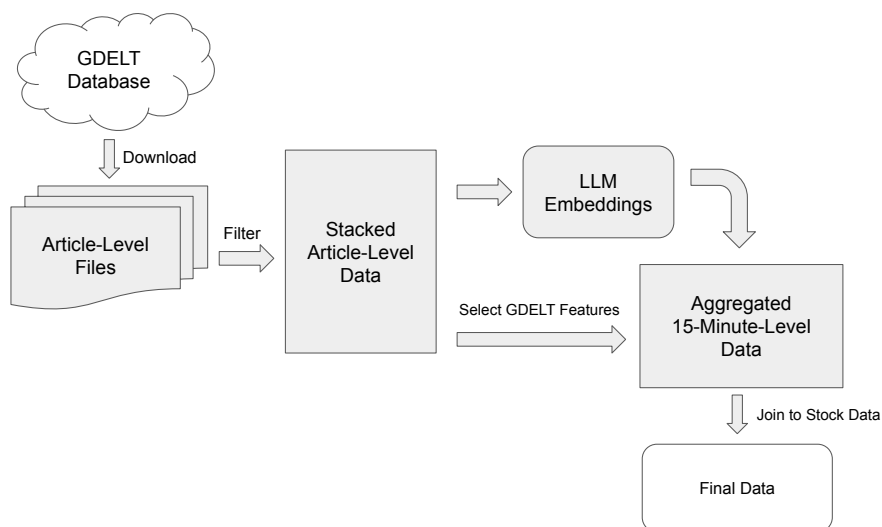 GDELT
Database
Download
Article-Level
Files
Filter
Stacked
Article-Level
Data
LLM
Embeddings
Select GDELT Features
Aggregated
15-Minute-Level
Data
Join to Stock Data
Final Data